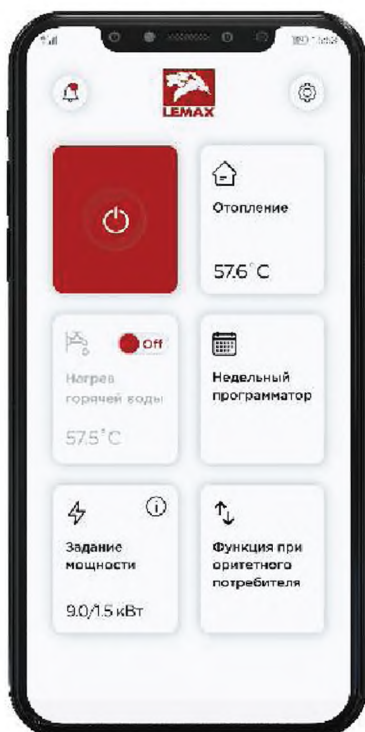 LEMAX
Отопление
57.6°C
Off
Нагрев
горячей воды
57.5°C
Недельный
программатор
Задание
мощности
9.0/1.5 кВт
Функция при
оритетного
потребителя